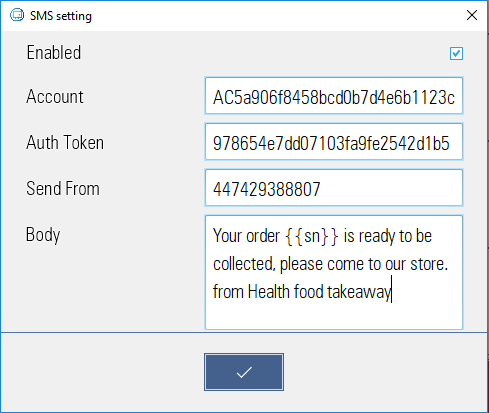 SMS setting
Enabled
Account AC5a906f8458bcd0b7d4e6b1123c
Auth Token 978654e7dd07103fa9fe2542d1b5
Send From 447429388807
Body Your order {{sn}} is ready to be
collected, please come to our store.
from Health food takeaway